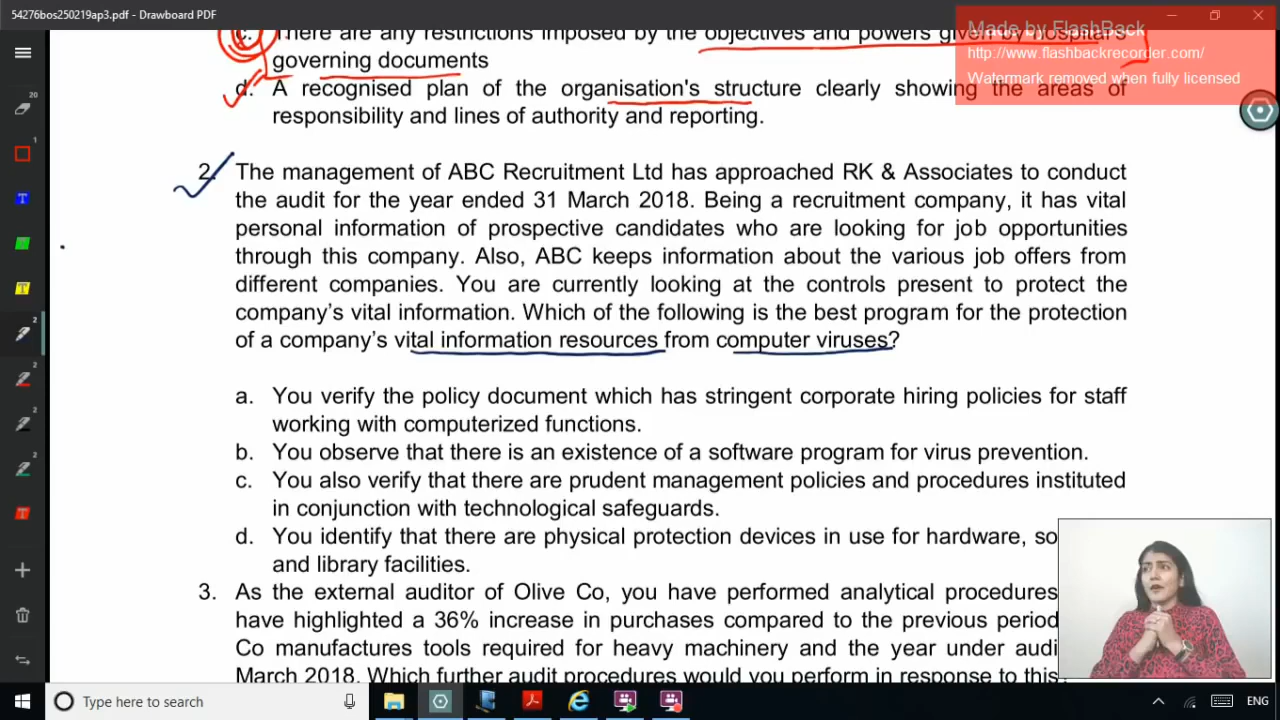 54276bos250219ap3.pdf - Drawboard PDF
Made by FlashBack
http://www.flashbackrecorder.com/
Watermark removed when fully licensed
c. There are any restrictions imposed by the objectives and powers given by hospital's
governing documents
d. A recognised plan of the organisation's structure clearly showing the areas of
responsibility and lines of authority and reporting.
2. The management of ABC Recruitment Ltd has approached RK & Associates to conduct
the audit for the year ended 31 March 2018. Being a recruitment company, it has vital
personal information of prospective candidates who are looking for job opportunities
through this company. Also, ABC keeps information about the various job offers from
different companies. You are currently looking at the controls present to protect the
company's vital information. Which of the following is the best program for the protection
of a company's vital information resources from computer viruses?
a. You verify the policy document which has stringent corporate hiring policies for staff
working with computerized functions.
b. You observe that there is an existence of a software program for virus prevention.
c. You also verify that there are prudent management policies and procedures instituted
in conjunction with technological safeguards.
d. You identify that there are physical protection devices in use for hardware, so
and library facilities.
3. As the external auditor of Olive Co, you have performed analytical procedures
have highlighted a 36% increase in purchases compared to the previous period
Co manufactures tools required for heavy machinery and the year under audi
March 2018. Which further audit procedures would you perform in response to this
20
1
2
2
2
2
Type here to search
ENG